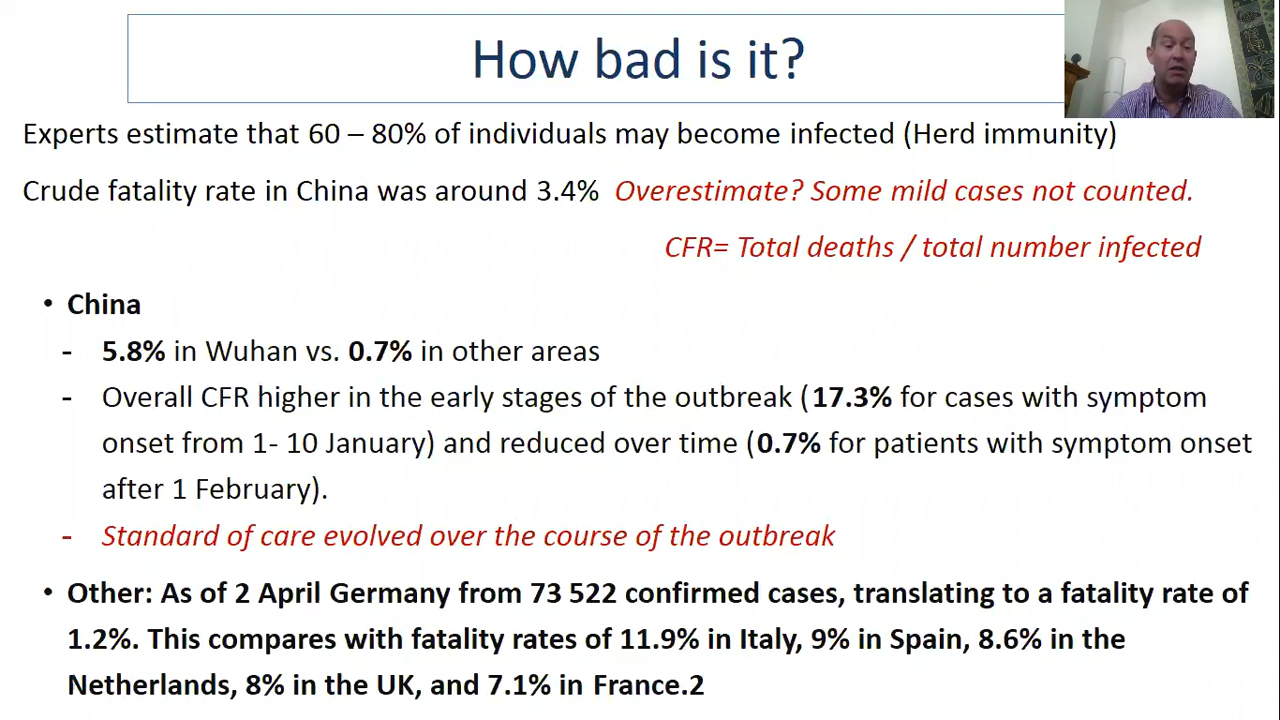 How bad is it?
Experts estimate that 60 – 80% of individuals may become infected (Herd immunity)
Crude fatality rate in China was around 3.4% Overestimate? Some mild cases not counted.
CFR= Total deaths / total number infected
• China
- 5.8% in Wuhan vs. 0.7% in other areas
- Overall CFR higher in the early stages of the outbreak (17.3% for cases with symptom
onset from 1- 10 January) and reduced over time (0.7% for patients with symptom onset
after 1 February).
- Standard of care evolved over the course of the outbreak
• Other: As of 2 April Germany from 73 522 confirmed cases, translating to a fatality rate of
1.2%. This compares with fatality rates of 11.9% in Italy, 9% in Spain, 8.6% in the
Netherlands, 8% in the UK, and 7.1% in France.2